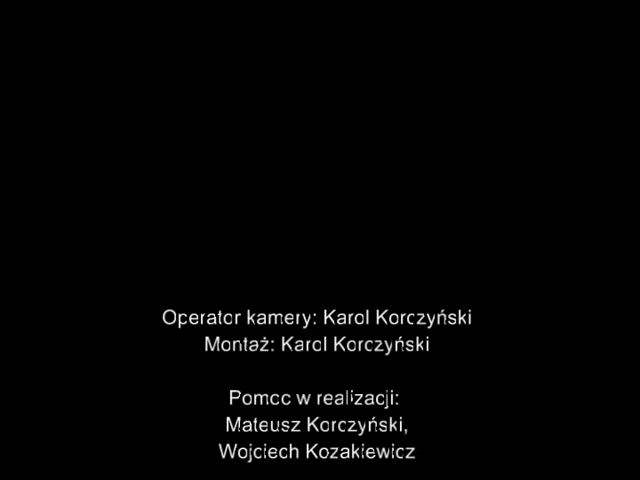 Operator kamery: Karol Korczyński
Montaż: Karol Korczyński
Pomoc w realizacji:
Mateusz Korczyński,
Wojciech Kozakiewicz